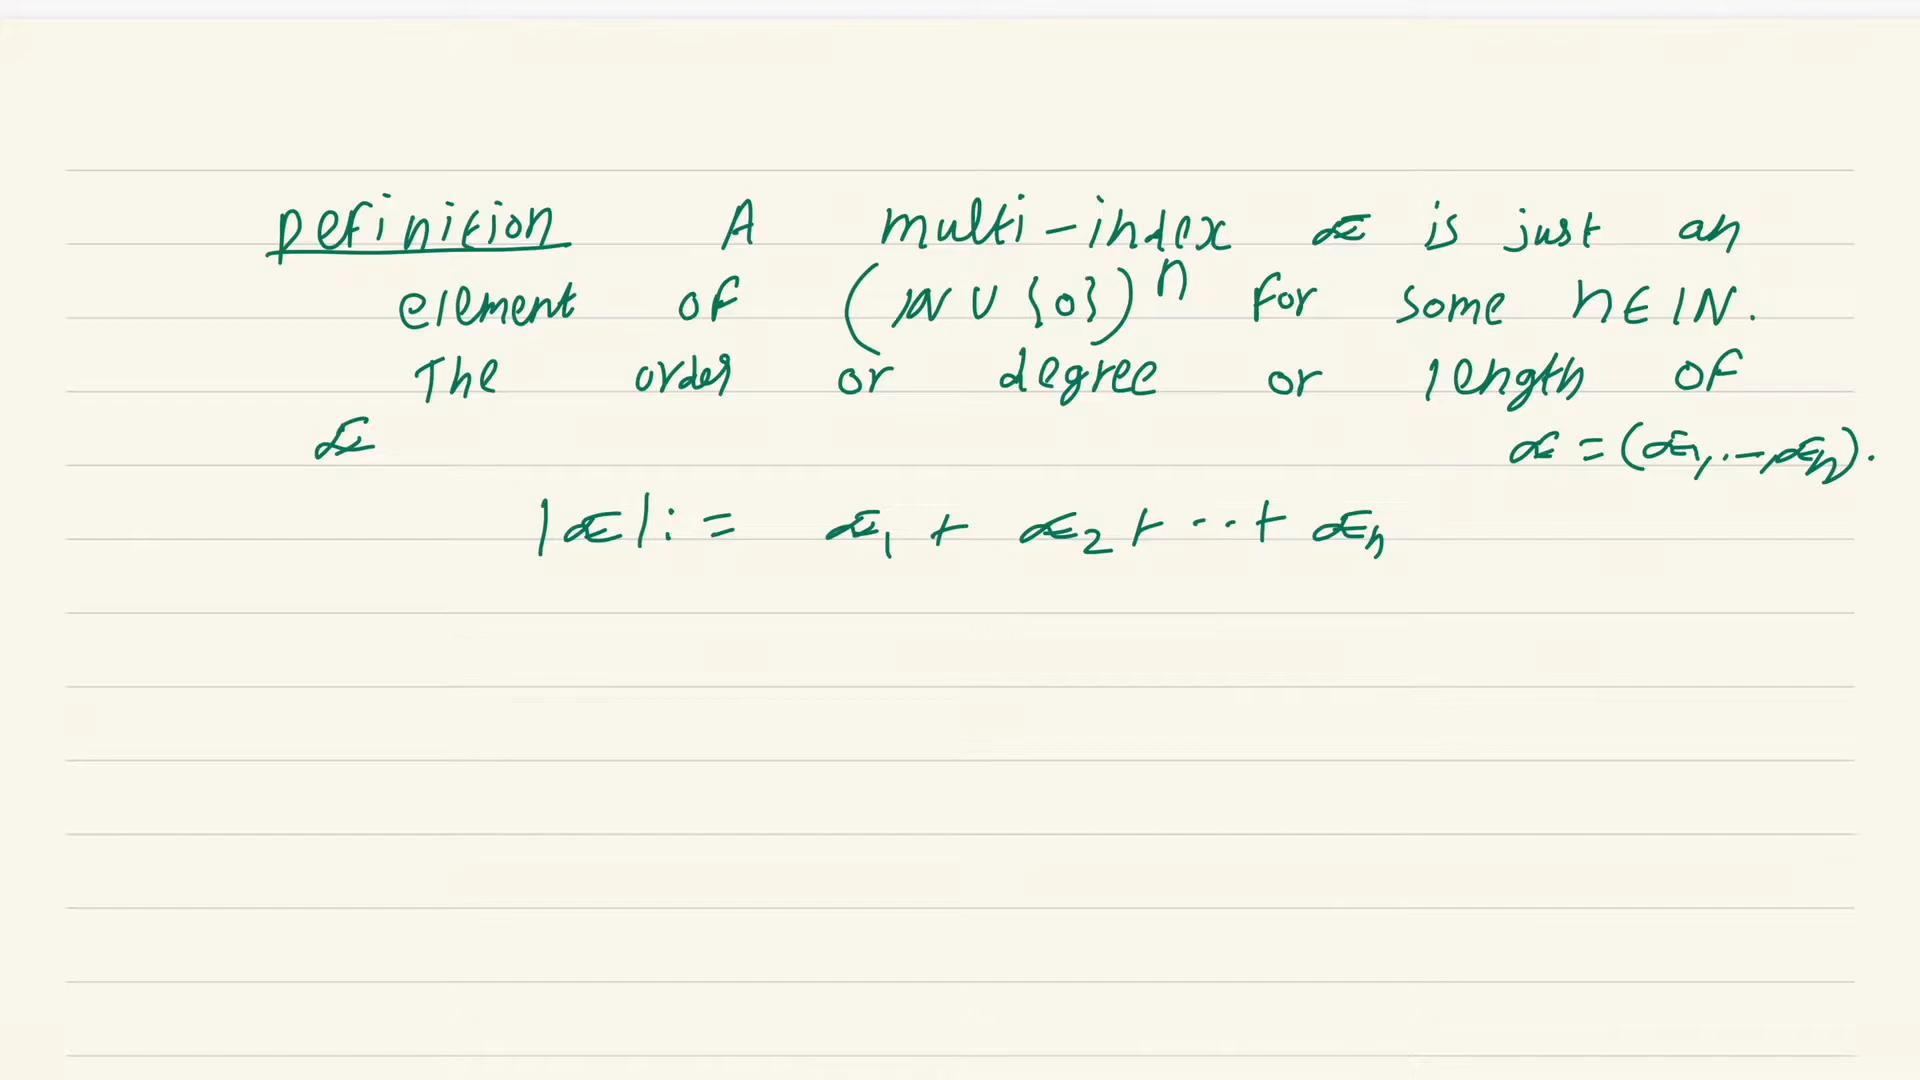 Definition A multi-index α is just an
element of (ℕ ∪ {0})ⁿ for some n ∈ ℕ.
The order or degree or length of
α α = (α₁, ..., αₙ).
|α| := α₁ + α₂ + ... + αₙ